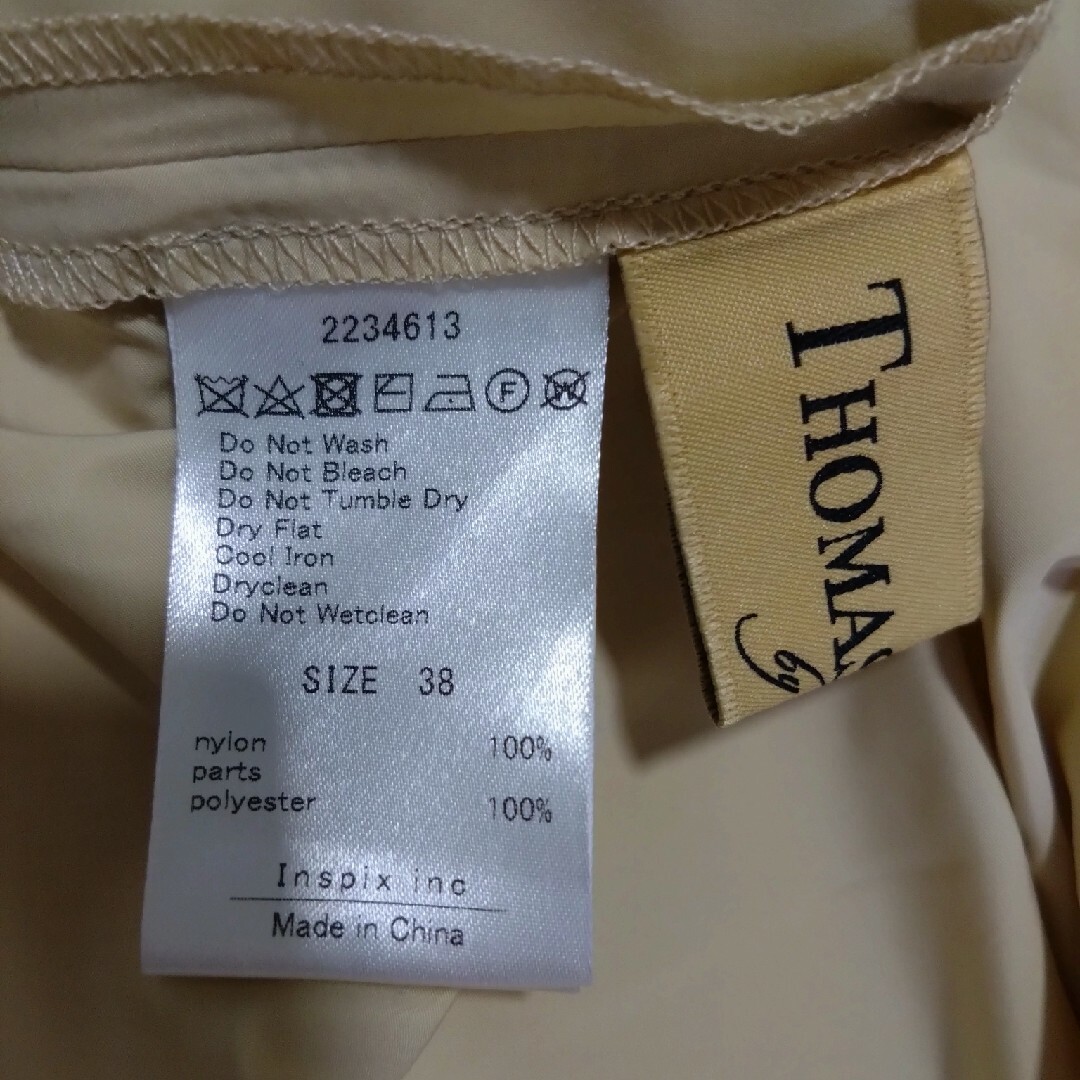 2234613
F W
Do Not Wash
Do Not Bleach
Do Not Tumble Dry
Dry Flat
Cool Iron
Dryclean
Do Not Wetclean
SIZE 38
nylon 100%
parts
polyester 100%
Inspix inc
Made in China
THOMAS
by